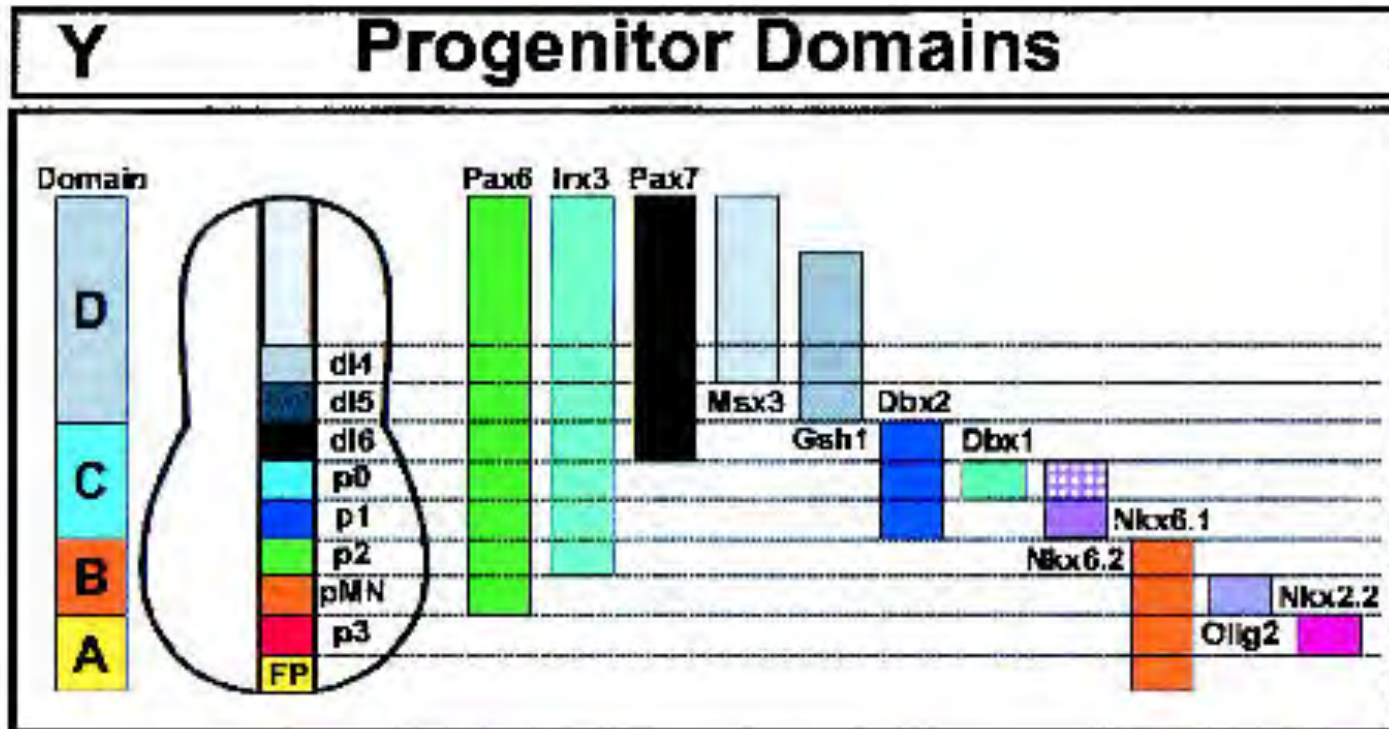 Y Progenitor Domains
Domain Pax6 Irx3 Pax7
D
dI4
dI5 Msx3 Dbx2
dI6 Gsh1 Dbx1
C
p0
p1 Nkx6.1
p2 Nkx6.2
B
pMN Nkx2.2
p3 Olig2
A
FP